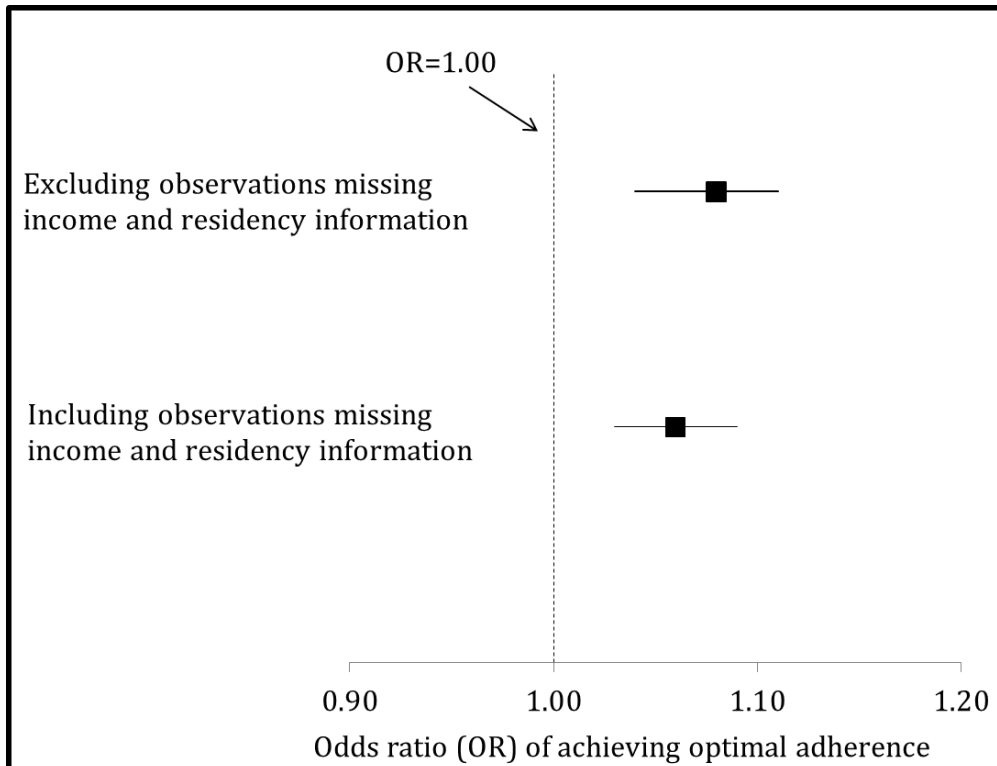 OR=1.00
Excluding observations missing
income and residency information
Including observations missing
income and residency information
0.90 1.00 1.10 1.20
Odds ratio (OR) of achieving optimal adherence